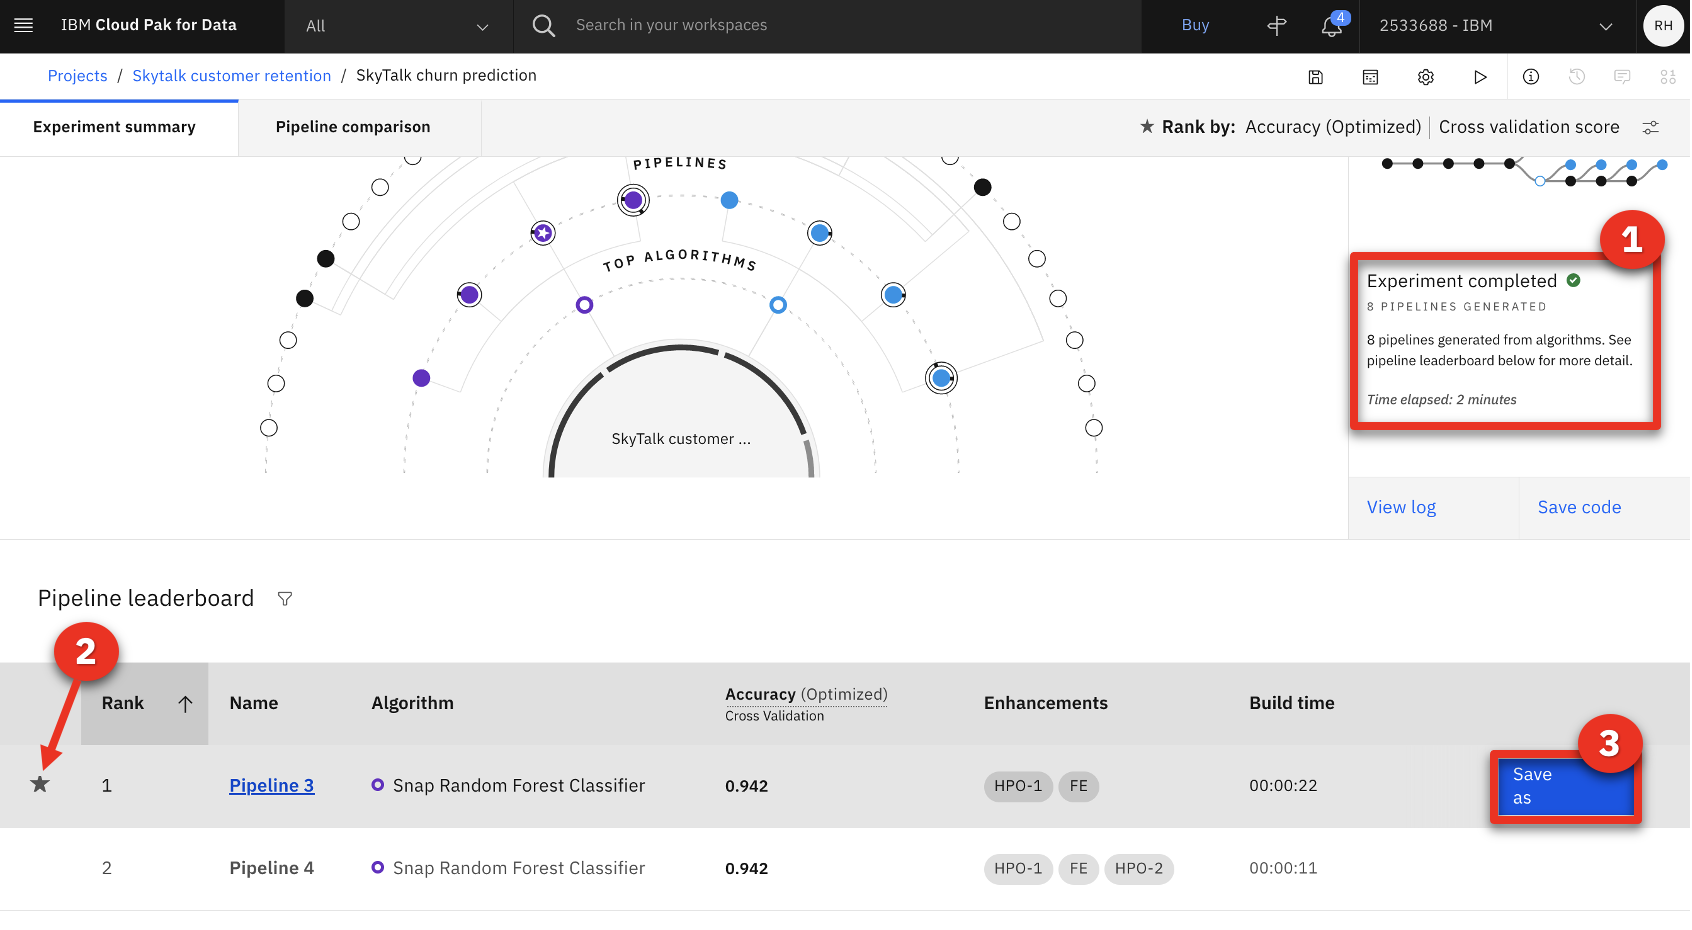 IBM Cloud Pak for Data
All
Search in your workspaces
Buy
4
2533688 - IBM
RH
Projects / Skytalk customer retention / SkyTalk churn prediction
Experiment summary
Pipeline comparison
★ Rank by: Accuracy (Optimized) | Cross validation score
PIPELINES
TOP ALGORITHMS
SkyTalk customer ...
1
Experiment completed
8 PIPELINES GENERATED
8 pipelines generated from algorithms. See
pipeline leaderboard below for more detail.
Time elapsed: 2 minutes
View log
Save code
Pipeline leaderboard
2
Rank ↑ Name Algorithm Accuracy (Optimized) Enhancements Build time
Cross Validation
3
★ 1 Pipeline 3 Snap Random Forest Classifier 0.942 HPO-1 FE 00:00:22
Save
as
2 Pipeline 4 Snap Random Forest Classifier 0.942 HPO-1 FE HPO-2 00:00:11